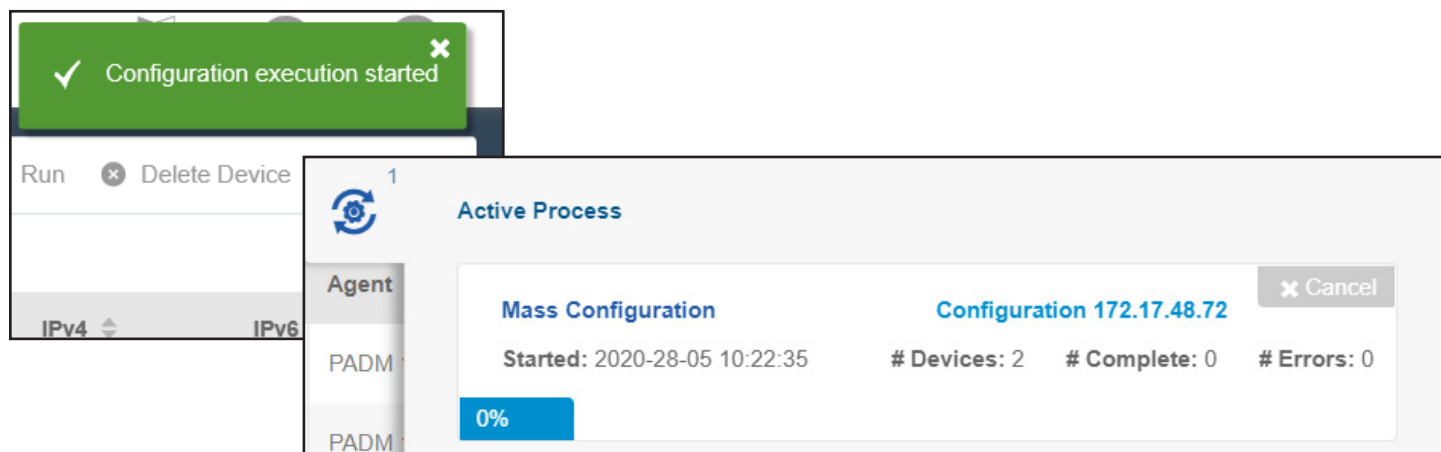 Configuration execution started
Run Delete Device
IPv4 IPv6
1
Active Process
Agent
Mass Configuration Configuration 172.17.48.72 Cancel
Started: 2020-28-05 10:22:35 # Devices: 2 # Complete: 0 # Errors: 0
PADM
0%
PADM